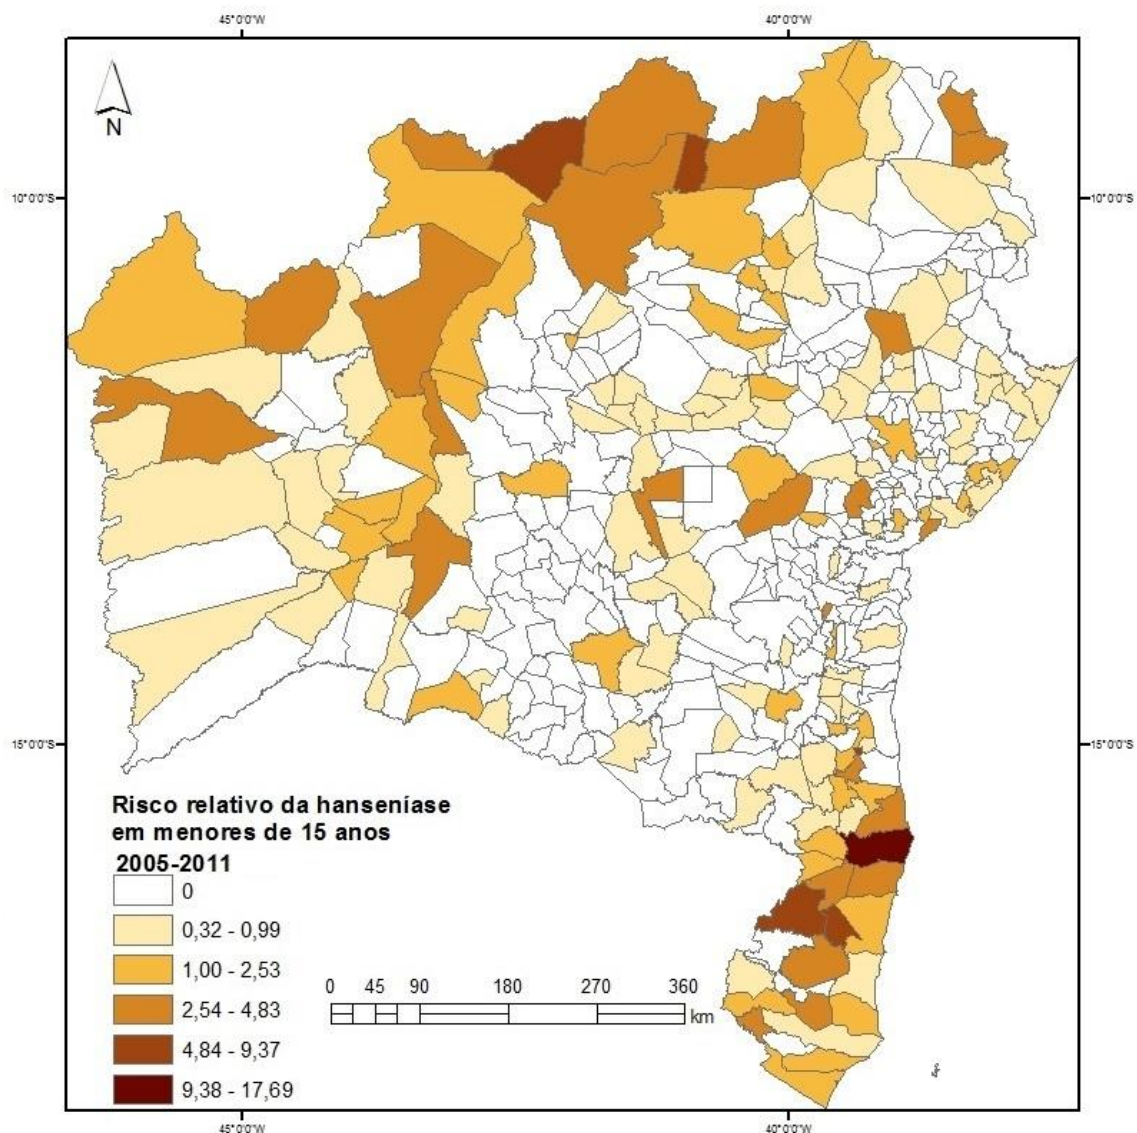 45°0'0"W 40°0'0"W
N
10°0'0"S 10°0'0"S
15°0'0"S 15°0'0"S
Risco relativo da hanseníase
em menores de 15 anos
2005-2011
0
0,32 - 0,99
1,00 - 2,53
2,54 - 4,83
4,84 - 9,37
9,38 - 17,69
0 45 90 180 270 360
km
45°0'0"W 40°0'0"W